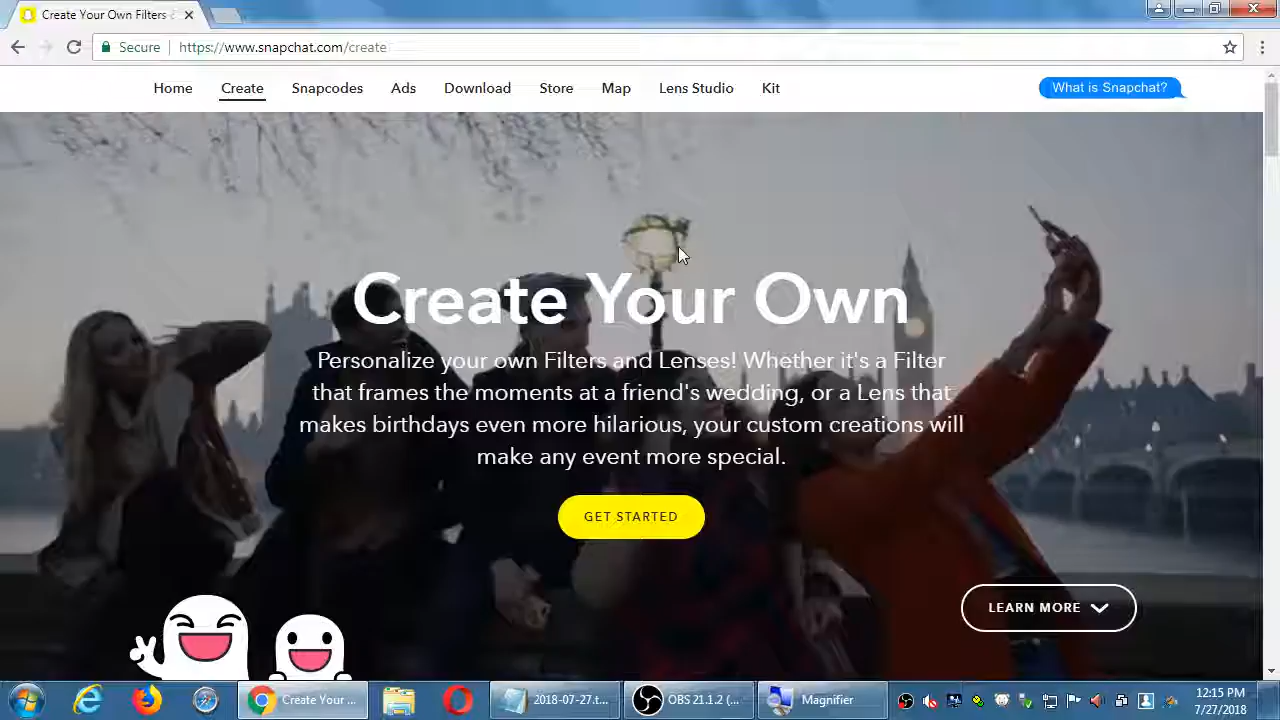 Create Your Own Filters
Secure https://www.snapchat.com/create
Home Create Snapcodes Ads Download Store Map Lens Studio Kit What is Snapchat?
Create Your Own
Personalize your own Filters and Lenses! Whether it's a Filter
that frames the moments at a friend's wedding, or a Lens that
makes birthdays even more hilarious, your custom creations will
make any event more special.
GET STARTED
LEARN MORE
Create Your ... 2018-07-27.t... OBS 21.1.2 (... Magnifier
12:15 PM
7/27/2018